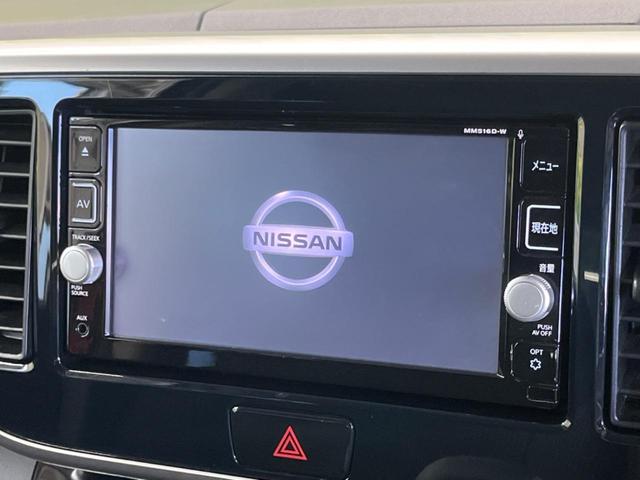 MM516D-W
OPEN
メニュー
AV
現在地
TRACK/SEEK
NISSAN
音量
PUSH
SOURCE
PUSH
AV OFF
AUX
OPT